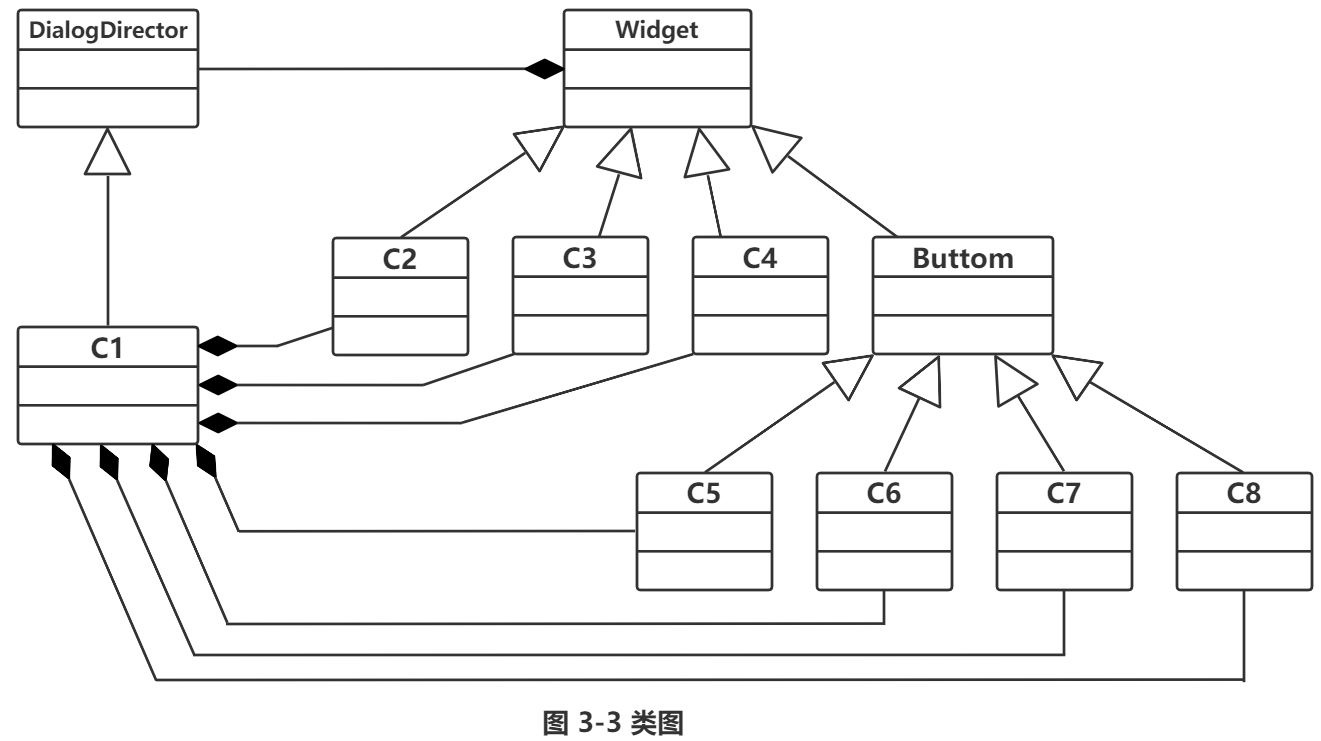 DialogDirector
Widget
C2
C3
C4
Buttom
C1
C5
C6
C7
C8
图 3-3 类图